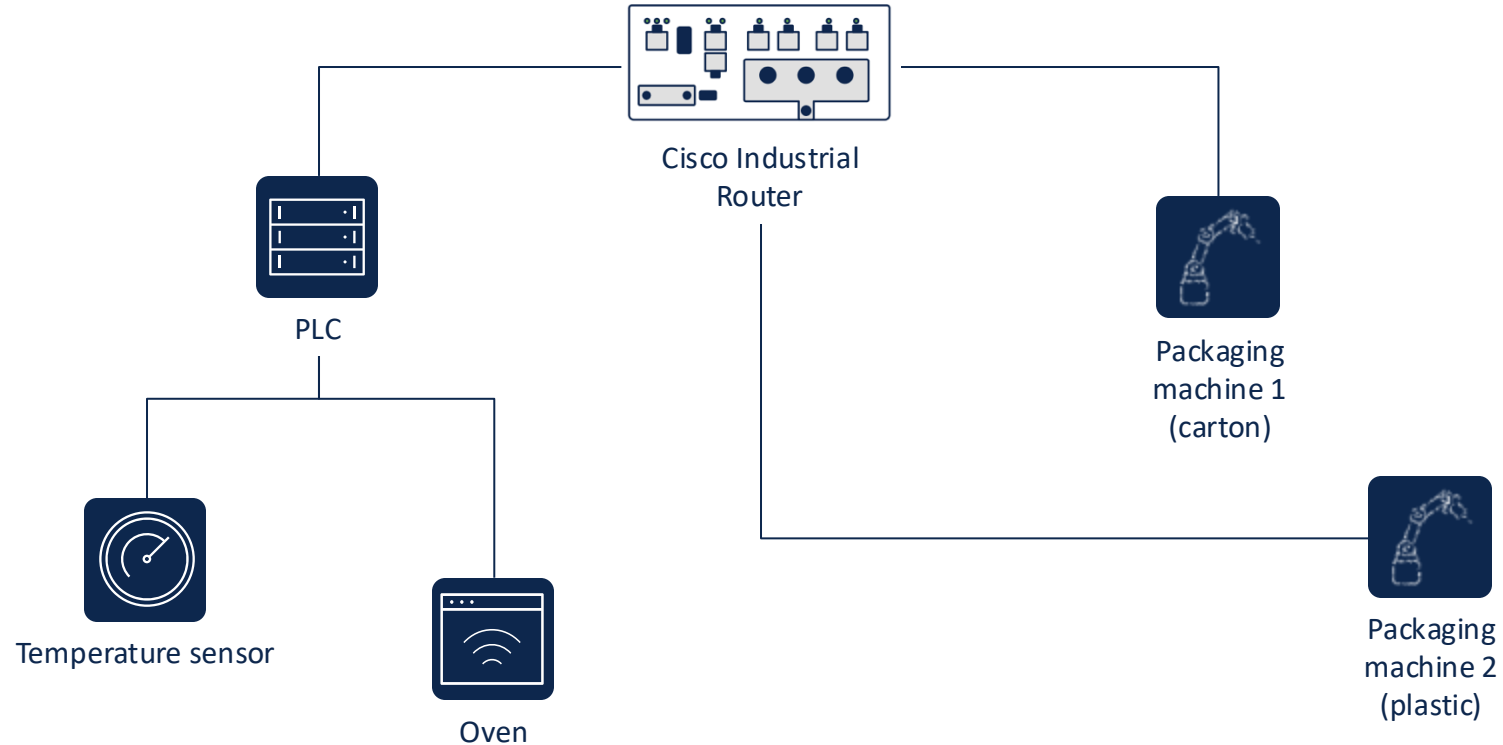 Cisco Industrial
Router
PLC
Packaging
machine 1
(carton)
Temperature sensor
Oven
Packaging
machine 2
(plastic)